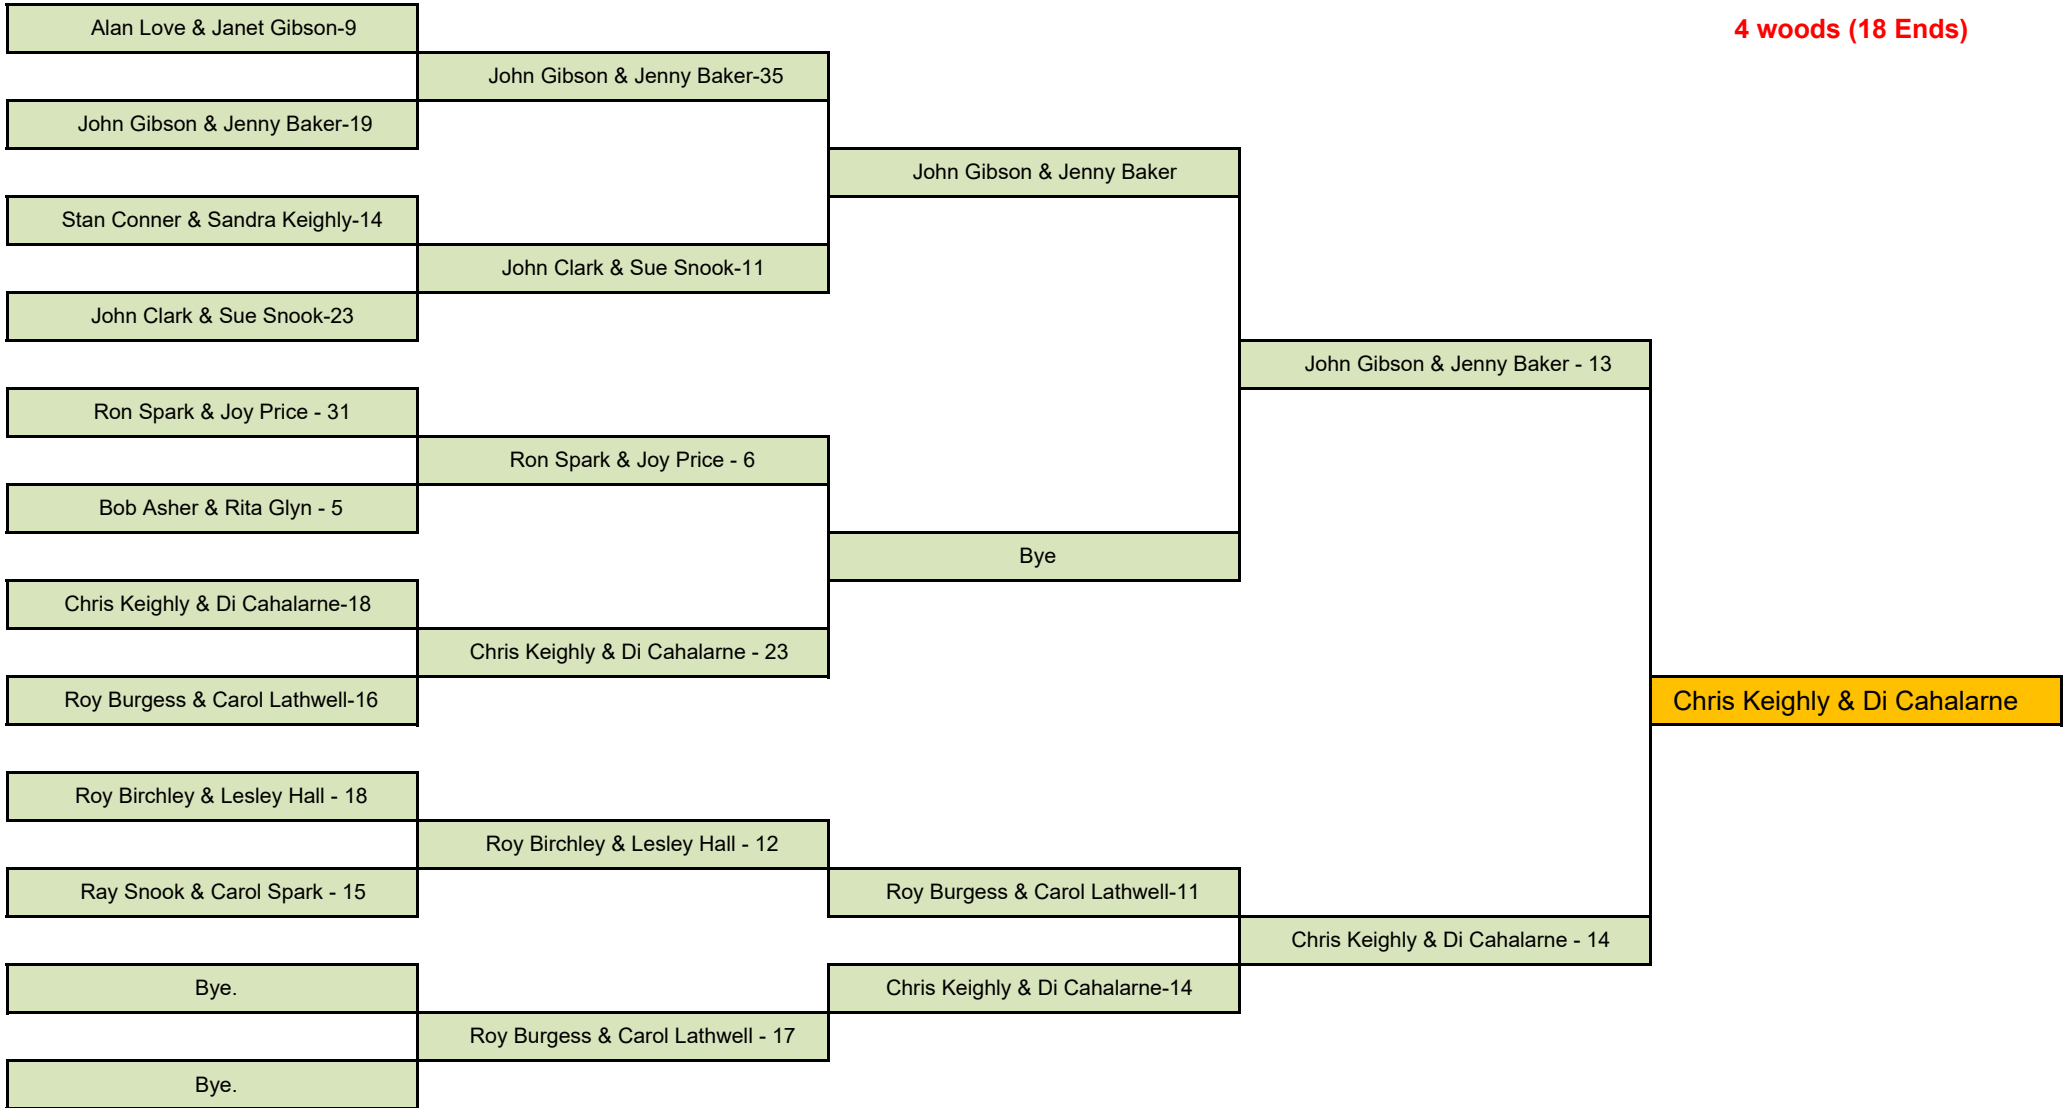 4 woods (18 Ends)
Alan Love & Janet Gibson-9
John Gibson & Jenny Baker-35
John Gibson & Jenny Baker-19
John Gibson & Jenny Baker
Stan Conner & Sandra Keighly-14
John Clark & Sue Snook-11
John Clark & Sue Snook-23
John Gibson & Jenny Baker - 13
Ron Spark & Joy Price - 31
Ron Spark & Joy Price - 6
Bob Asher & Rita Glyn - 5
Bye
Chris Keighly & Di Cahalarne-18
Chris Keighly & Di Cahalarne - 23
Roy Burgess & Carol Lathwell-16
Chris Keighly & Di Cahalarne
Roy Birchley & Lesley Hall - 18
Roy Birchley & Lesley Hall - 12
Ray Snook & Carol Spark - 15
Roy Burgess & Carol Lathwell-11
Chris Keighly & Di Cahalarne - 14
Bye.
Chris Keighly & Di Cahalarne-14
Roy Burgess & Carol Lathwell - 17
Bye.